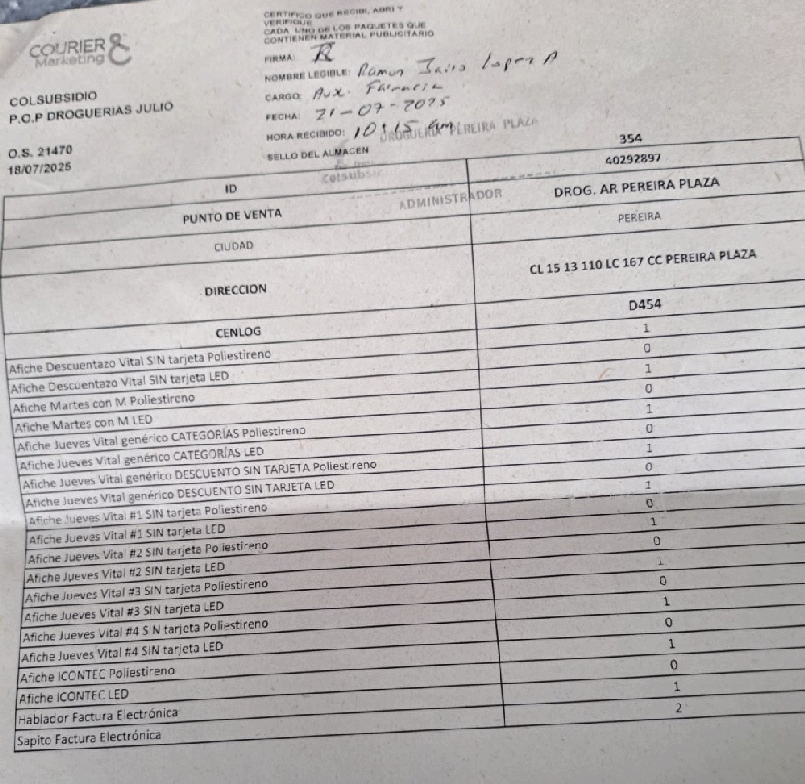 COURIER &
Marketing
CERTIFICO QUE RECIBI, ABRI Y
VERIFIQUE
CADA UNO DE LOS PAQUETES QUE
CONTIENEN MATERIAL PUBLICITARIO
FIRMA:
NOMBRE LEGIBLE: Ramon Jairo Lopez A
CARGO: Aux. Farmacia
FECHA: 21-07-2025
HORA RECIBIDO: 10:15 am
SELLO DEL ALMACEN
DROGUERIA PEREIRA PLAZA
Colsubsidio
ADMINISTRADOR
COLSUBSIDIO
P.O.P DROGUERIAS JULIO
O.S. 21470
18/07/2025
354
ID 40292897
PUNTO DE VENTA DROG. AR PEREIRA PLAZA
CIUDAD PEREIRA
DIRECCION CL 15 13 110 LC 167 CC PEREIRA PLAZA
CENLOG D454
Afiche Descuentazo Vital SIN tarjeta Poliestireno 1
Afiche Descuentazo Vital SIN tarjeta LED 0
Afiche Martes con M Poliestireno 1
Afiche Martes con M LED 0
Afiche Jueves Vital genérico CATEGORÍAS Poliestireno 1
Afiche Jueves Vital genérico CATEGORÍAS LED 0
Afiche Jueves Vital genérico DESCUENTO SIN TARJETA Poliestireno 1
Afiche Jueves Vital genérico DESCUENTO SIN TARJETA LED 0
Afiche Jueves Vital #1 SIN tarjeta Poliestireno 1
Afiche Jueves Vital #1 SIN tarjeta LED 0
Afiche Jueves Vital #2 SIN tarjeta Poliestireno 1
Afiche Jueves Vital #2 SIN tarjeta LED 0
Afiche Jueves Vital #3 SIN tarjeta Poliestireno 1
Afiche Jueves Vital #3 SIN tarjeta LED 0
Afiche Jueves Vital #4 SIN tarjeta Poliestireno 1
Afiche Jueves Vital #4 SIN tarjeta LED 0
Afiche ICONTEC Poliestireno 1
Afiche ICONTEC LED 0
Hablador Factura Electrónica 1
Sapito Factura Electrónica 2